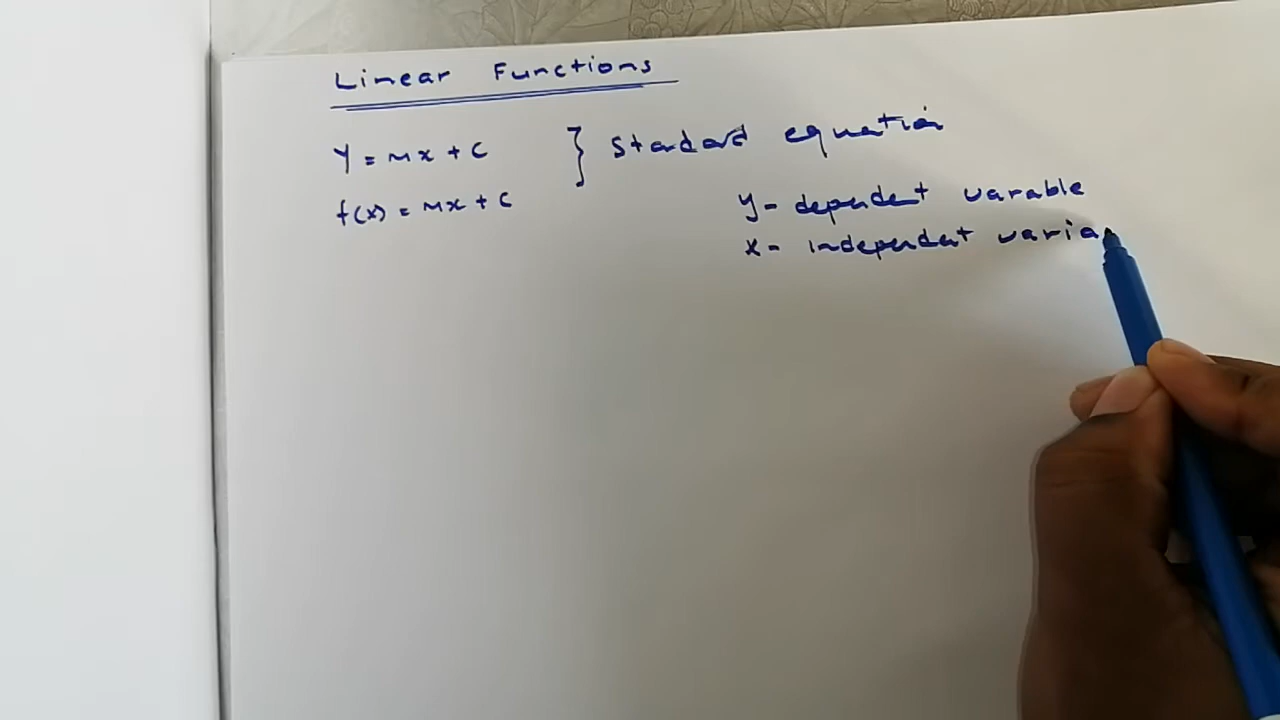 Linear Functions
Y = mx + c } Standard equation
f(x) = mx + c
y - dependent varable
x - independent varia